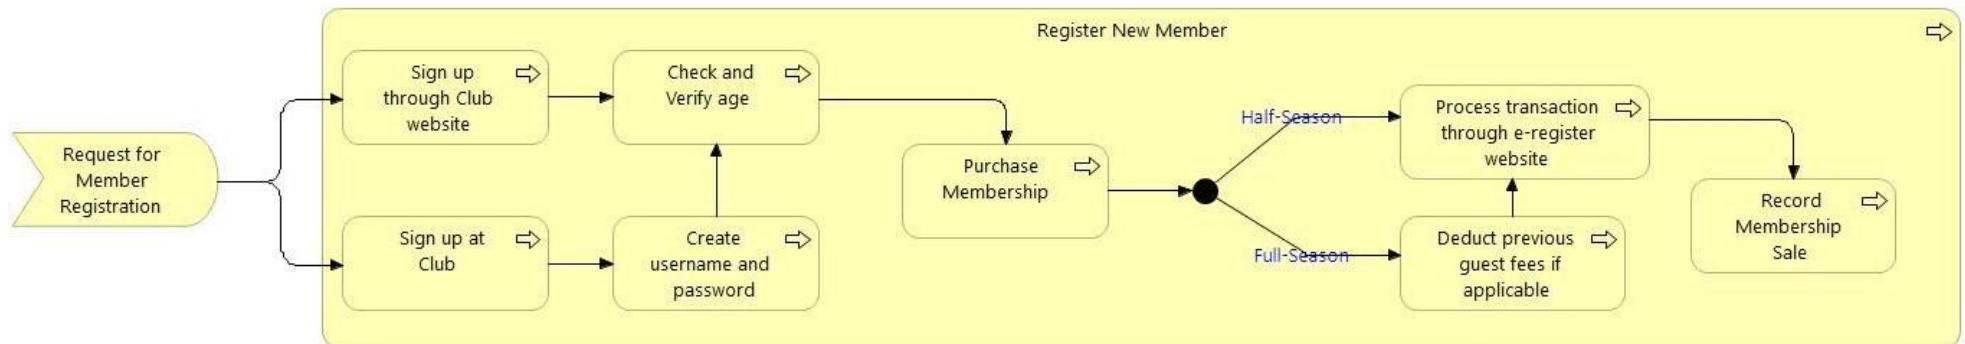 Register New Member
Request for
Member
Registration
Sign up
through Club
website
Check and
Verify age
Sign up at
Club
Create
username and
password
Purchase
Membership
Half-Season
Full-Season
Process transaction
through e-register
website
Deduct previous
guest fees if
applicable
Record
Membership
Sale